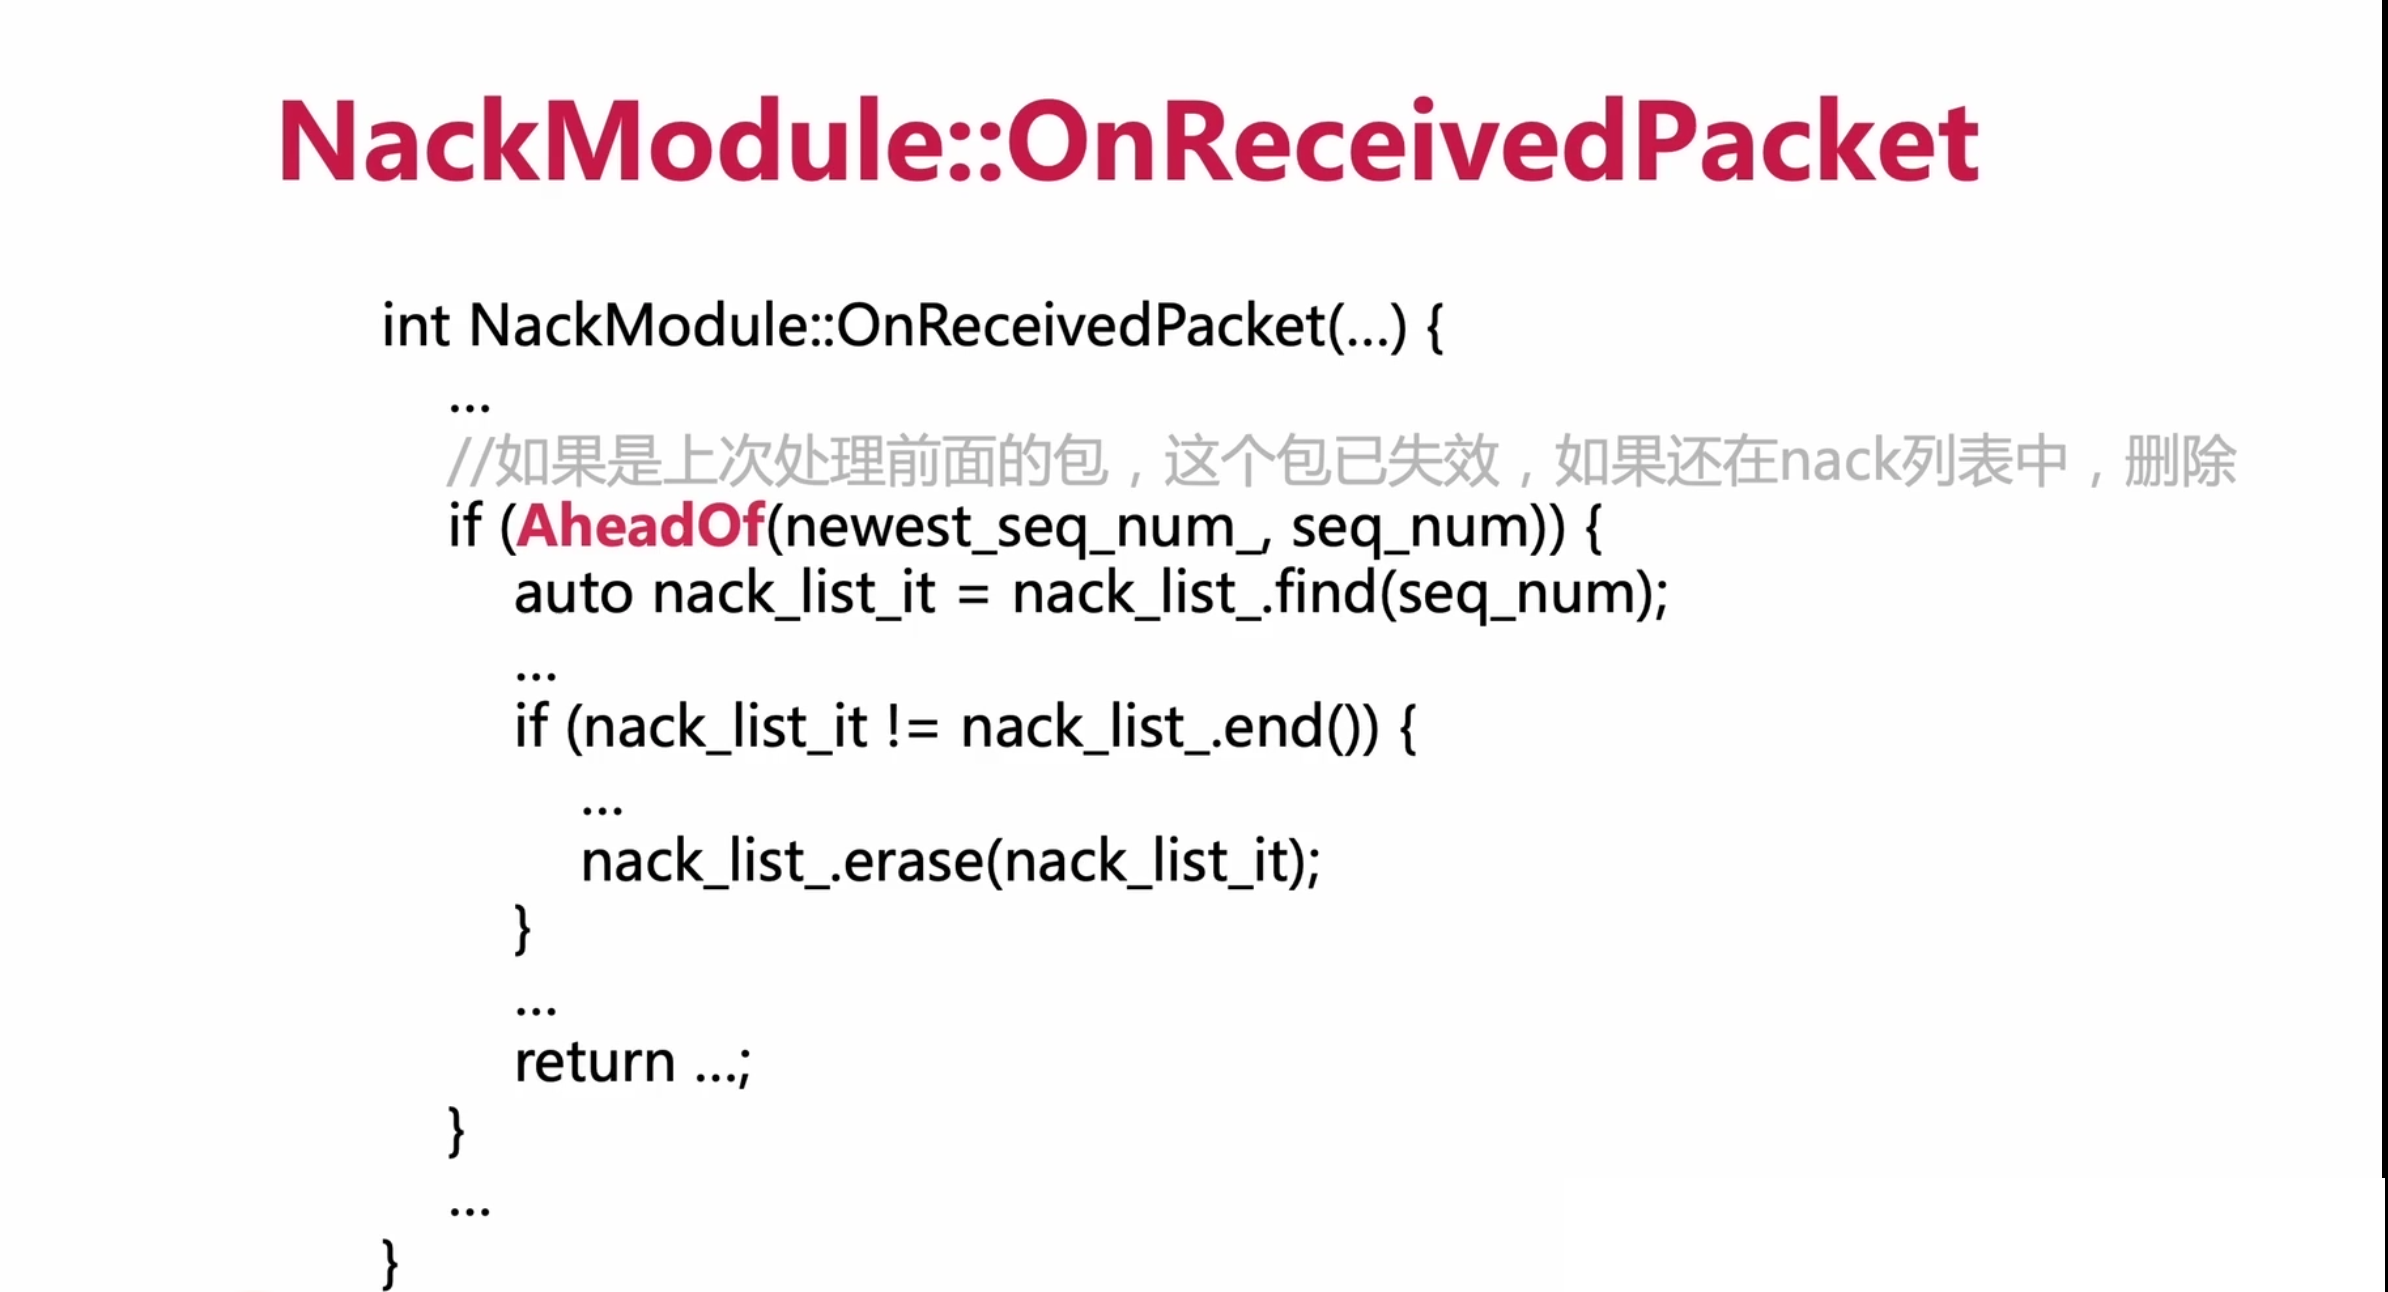 NackModule::OnReceivedPacket
int NackModule::OnReceivedPacket(...) {
...
//如果是上次处理前面的包，这个包已失效，如果还在nack列表中，删除
if (AheadOf(newest_seq_num_, seq_num)) {
auto nack_list_it = nack_list_.find(seq_num);
...
if (nack_list_it != nack_list_.end()) {
...
nack_list_.erase(nack_list_it);
}
...
return ...;
}
...
}